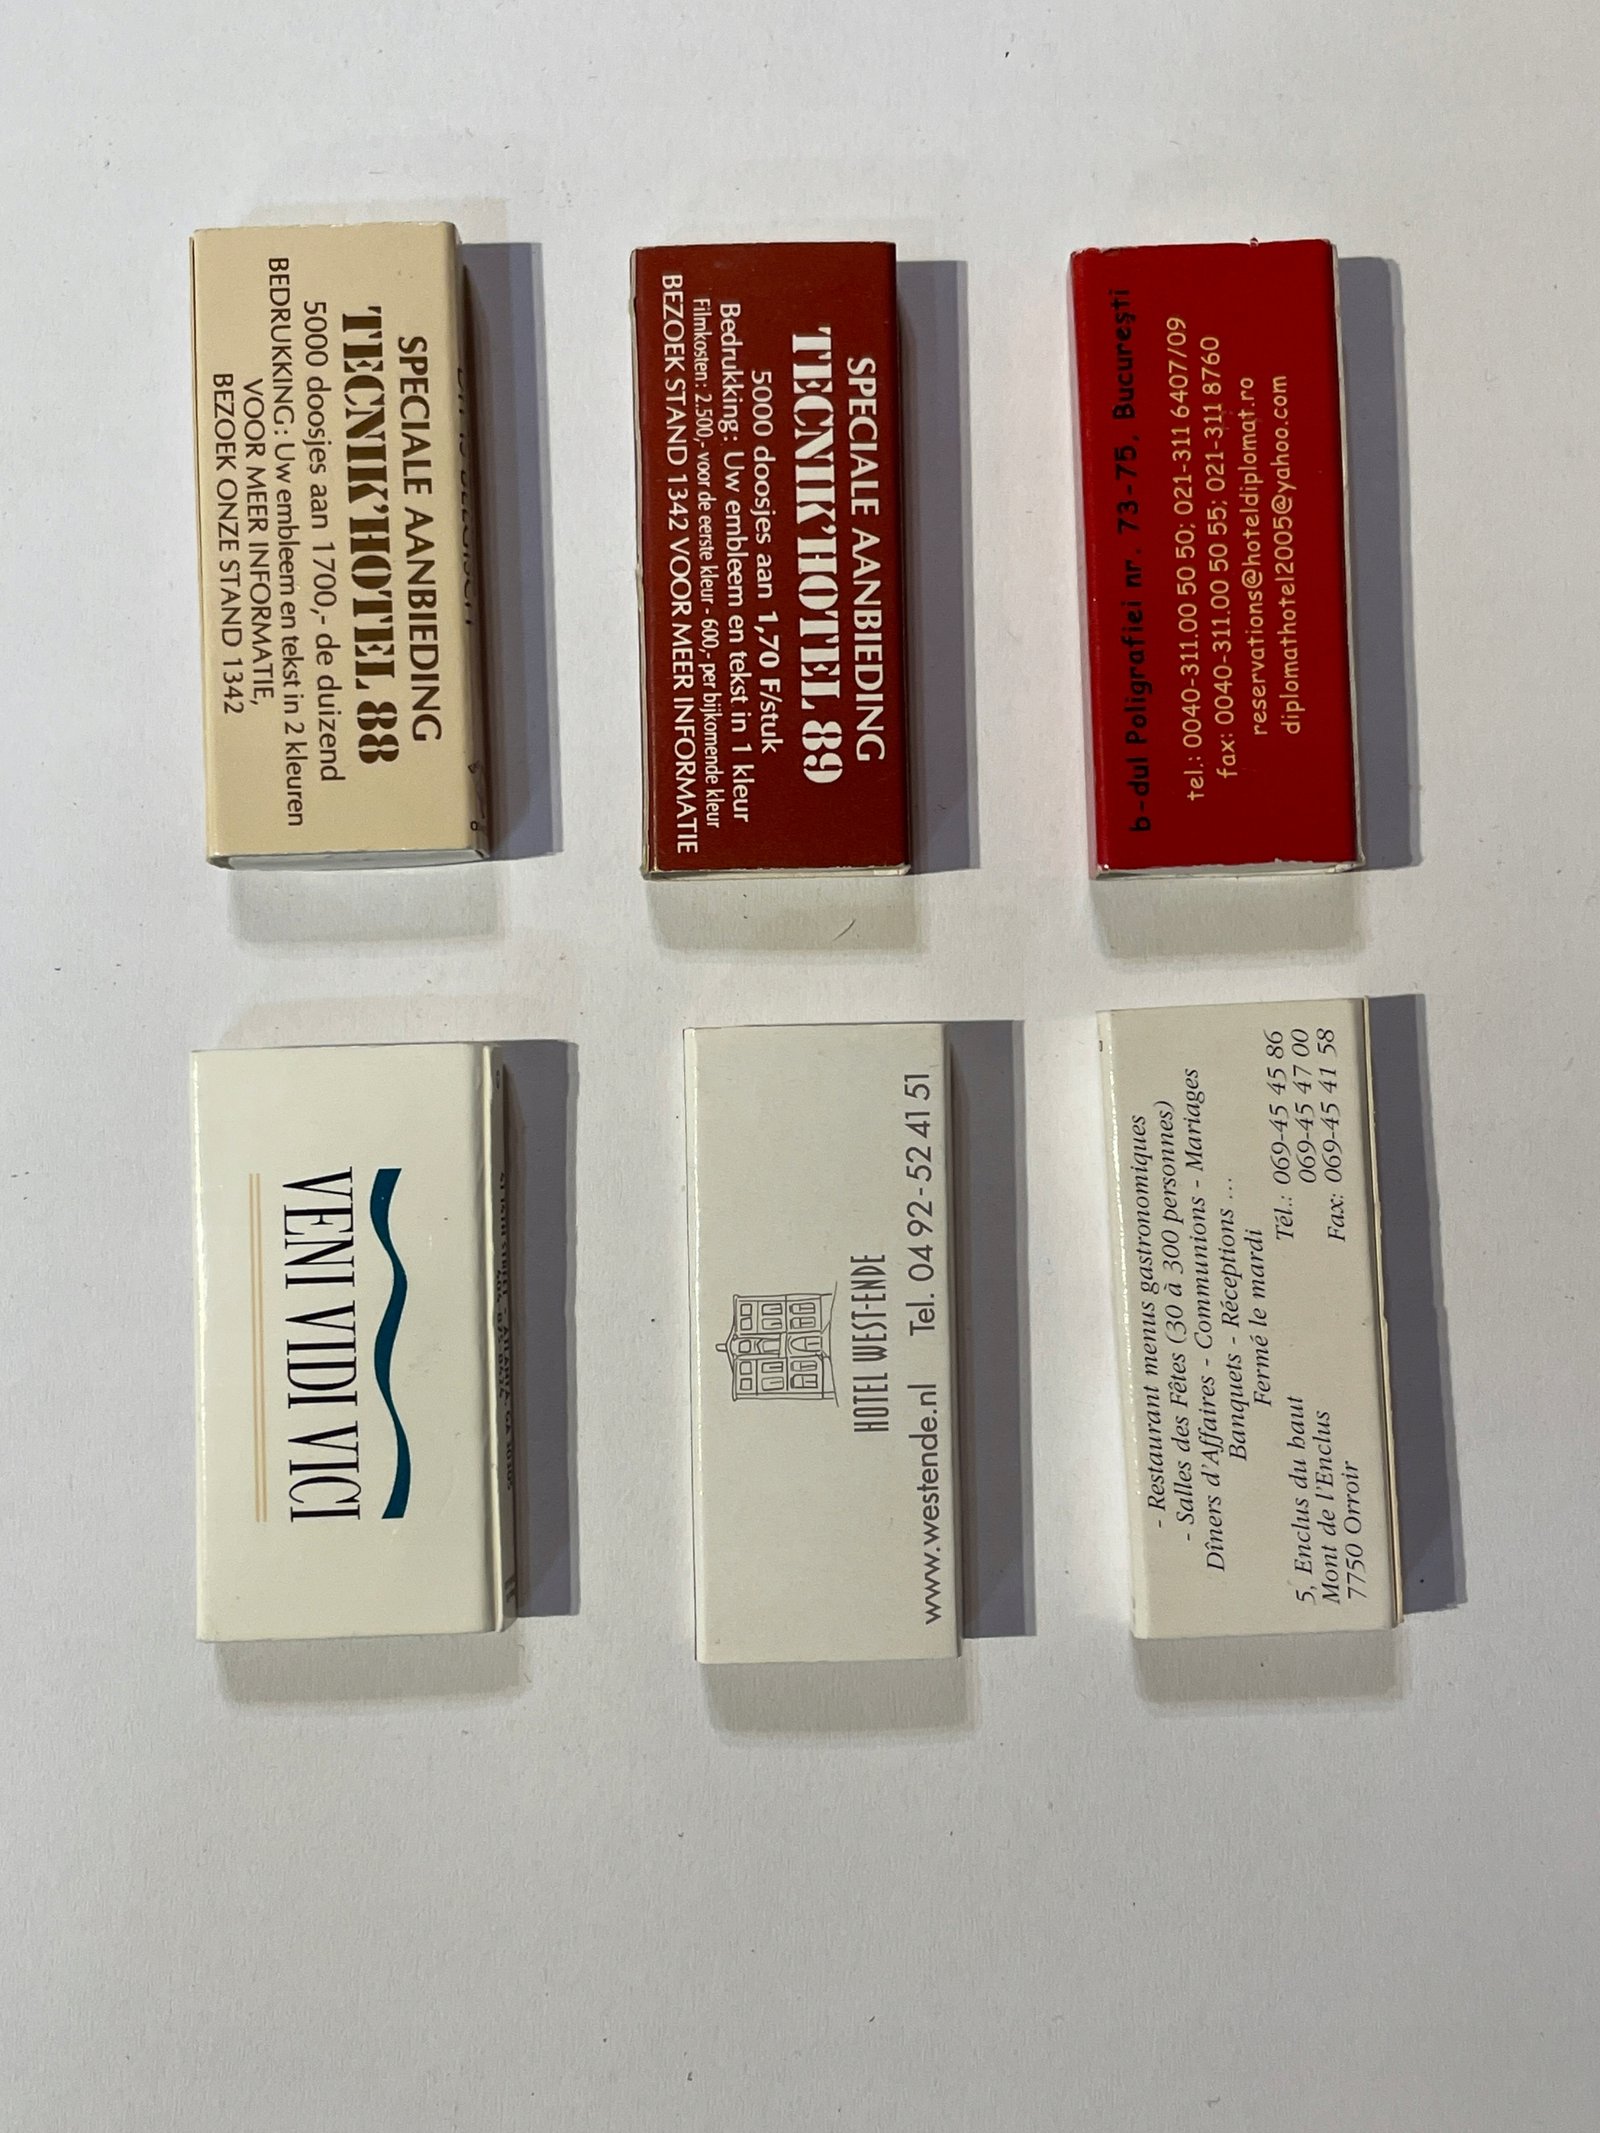 SPECIALE AANBIEDING
TECNIK'HOTEL 88
5000 doosjes aan 1700,- de duizend
BEDRUKKING: Uw embleem en tekst in 2 kleuren
VOOR MEER INFORMATIE,
BEZOEK ONZE STAND 1342
SPECIALE AANBIEDING
TECNIK'HOTEL 89
5000 doosjes aan 1,70 F/stuk
Bedrukking: Uw embleem en tekst in 1 kleur
Filmkosten: 2.500,- voor de eerste kleur - 600,- per bijkomende kleur
BEZOEK STAND 1342 VOOR MEER INFORMATIE
b-dul Poligrafiei nr. 73-75, Bucureşti
tel.: 0040-311.00 50 50; 021-311 6407/09
fax: 0040-311.00 50 55; 021-311 8760
reservations@hoteldiplomat.ro
diplomathotel2005@yahoo.com
VENI VIDI VICI
HOTEL WEST-ENDE
www.westende.nl Tel. 04 92 - 52 41 51
- Restaurant menus gastronomiques
- Salles des Fêtes (30 à 300 personnes)
Dîners d'Affaires - Communions - Mariages
Banquets - Réceptions ...
Fermé le mardi
Tél.: 069-45 45 86
5, Enclus du haut 069-45 47 00
Mont de l'Enclus
7750 Orroir Fax: 069-45 41 58